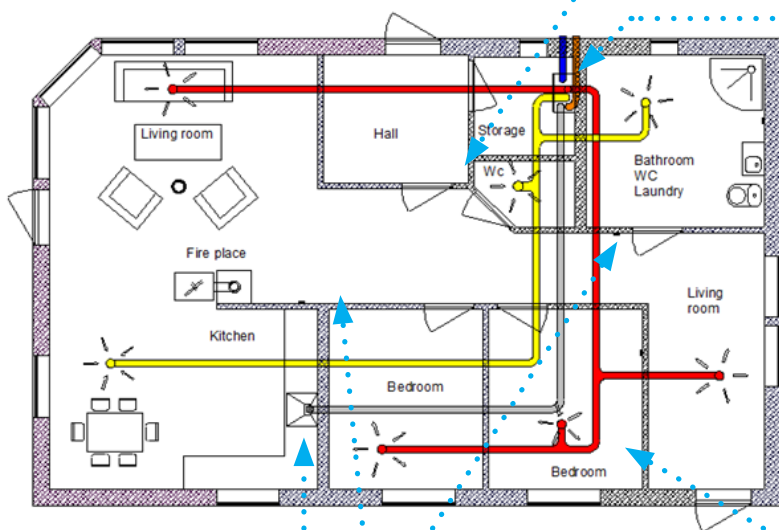 Living room
Hall
Storage
Wc
Bathroom
WC
Laundry
Fire place
Kitchen
Living
room
Bedroom
Bedroom